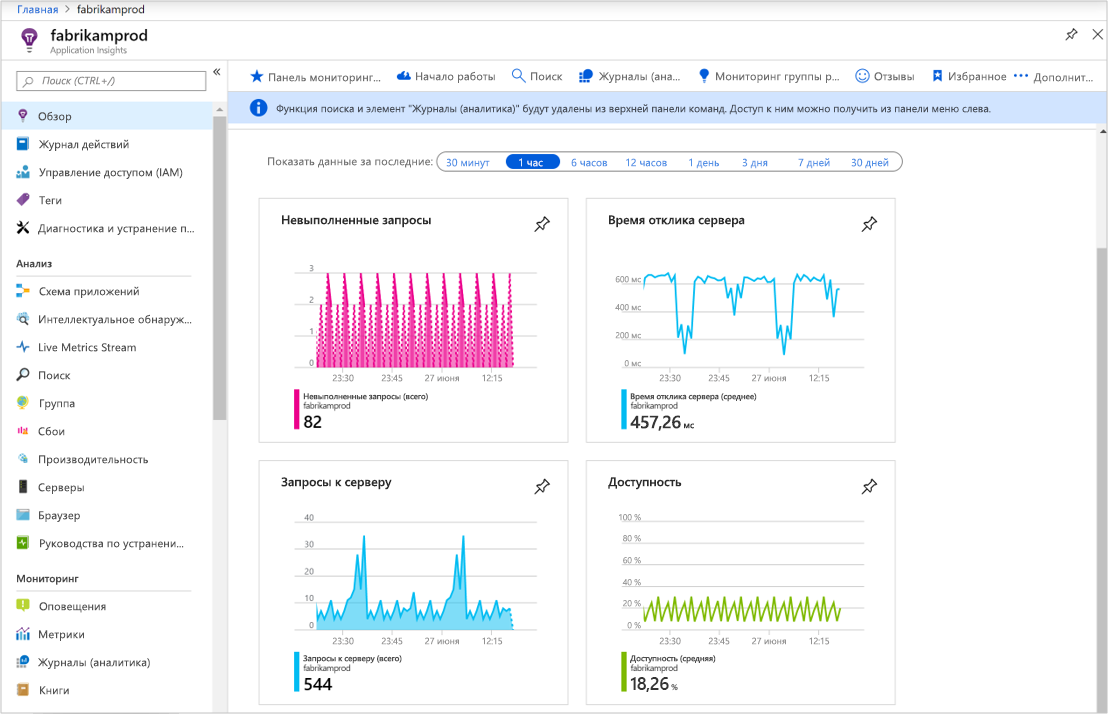 Главная > fabrikamprod
fabrikamprod
Application Insights
Поиск (CTRL+/)
«
Обзор
Журнал действий
Управление доступом (IAM)
Теги
Диагностика и устранение п...
Анализ
Схема приложений
Интеллектуальное обнаруж...
Live Metrics Stream
Поиск
Группа
Сбои
Производительность
Серверы
Браузер
Руководства по устранени...
Мониторинг
Оповещения
Метрики
Журналы (аналитика)
Книги
Панель мониторинг... Начало работы Поиск Журналы (ана... Мониторинг группы р... Отзывы Избранное ••• Дополнит...
Функция поиска и элемент "Журналы (аналитика)" будут удалены из верхней панели команд. Доступ к ним можно получить из панели меню слева.
Показать данные за последние: 30 минут 1 час 6 часов 12 часов 1 день 3 дня 7 дней 30 дней
Невыполненные запросы
3
2
1
0
23:30 23:45 27 июня 12:15
Невыполненные запросы (всего)
fabrikamprod
82
Время отклика сервера
600 мс
400 мс
200 мс
0 мс
23:30 23:45 27 июня 12:15
Время отклика сервера (среднее)
fabrikamprod
457,26 мс
Запросы к серверу
40
30
20
10
0
23:30 23:45 27 июня 12:15
Запросы к серверу (всего)
fabrikamprod
544
Доступность
100 %
80 %
60 %
40 %
20 %
0 %
23:30 23:45 27 июня 12:15
Доступность (средняя)
fabrikamprod
18,26 %